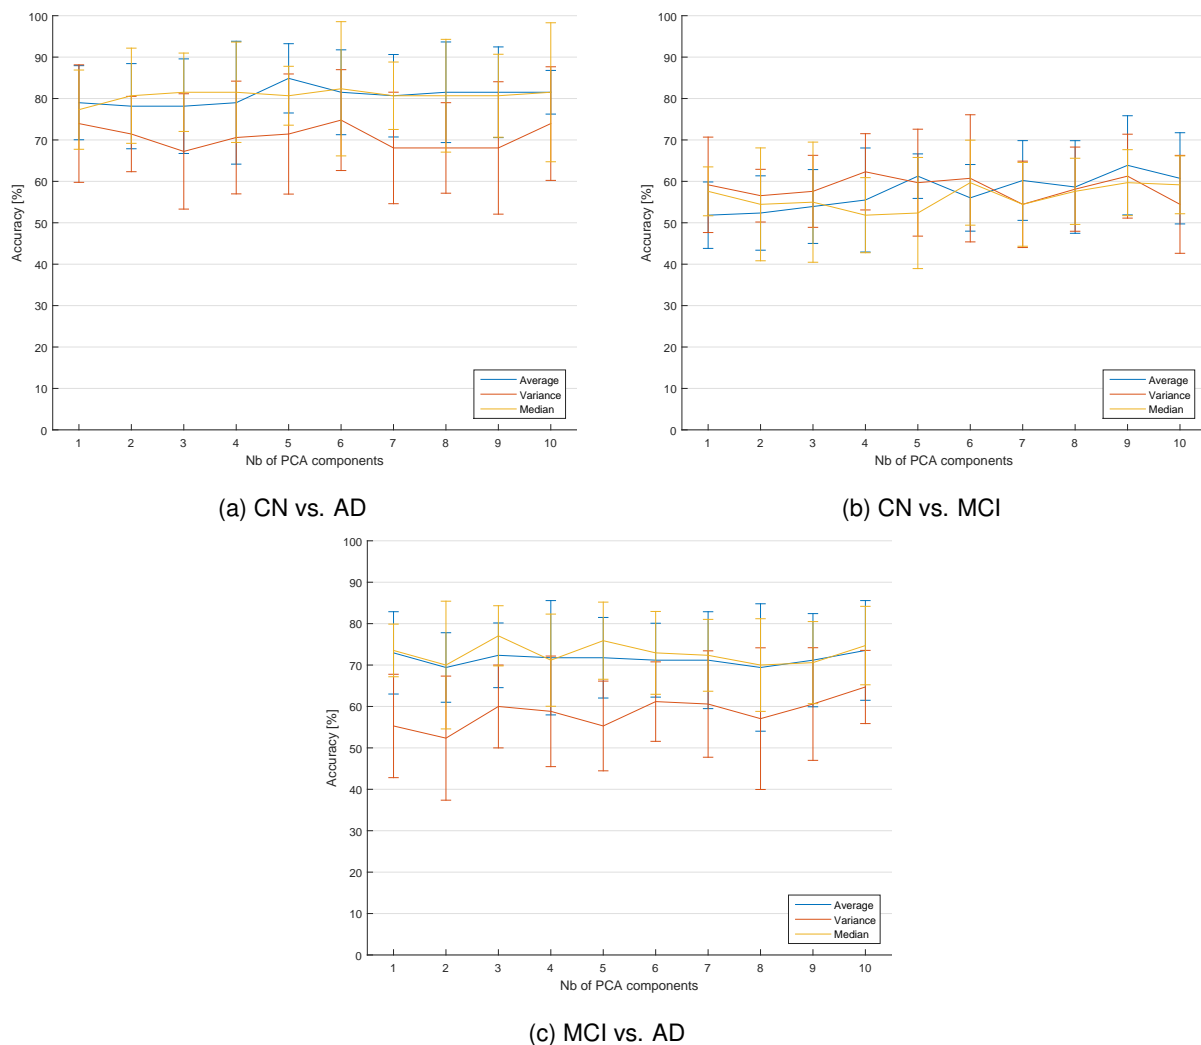 100
90
80
70
60
50
40
30
20
10
0
Accuracy [%]
1 2 3 4 5 6 7 8 9 10
Nb of PCA components
Average
Variance
Median
(a) CN vs. AD
100
90
80
70
60
50
40
30
20
10
0
Accuracy [%]
1 2 3 4 5 6 7 8 9 10
Nb of PCA components
Average
Variance
Median
(b) CN vs. MCI
100
90
80
70
60
50
40
30
20
10
0
Accuracy [%]
1 2 3 4 5 6 7 8 9 10
Nb of PCA components
Average
Variance
Median
(c) MCI vs. AD